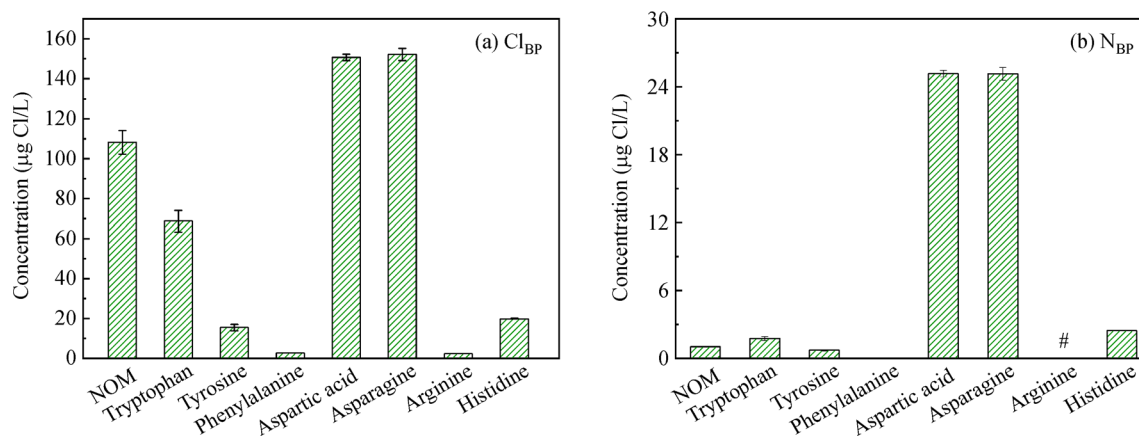 (a) Cl_BP
Concentration (μg Cl/L)
160
140
120
100
80
60
40
20
0
NOM
Tryptophan
Tyrosine
Phenylalanine
Aspartic acid
Asparagine
Arginine
Histidine
(b) N_BP
Concentration (μg Cl/L)
30
24
18
12
6
0
#
NOM
Tryptophan
Tyrosine
Phenylalanine
Aspartic acid
Asparagine
Arginine
Histidine